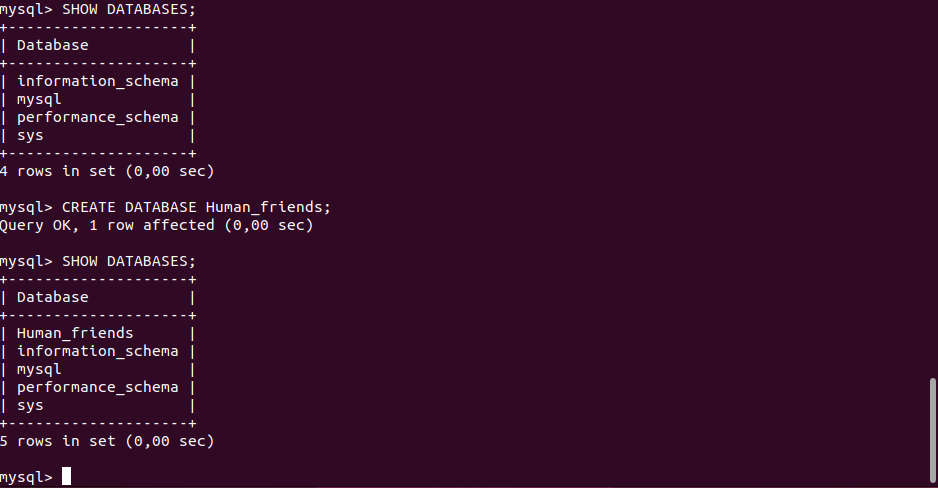 mysql> SHOW DATABASES;
+--------------------+
| Database           |
+--------------------+
| information_schema |
| mysql              |
| performance_schema |
| sys                |
+--------------------+
4 rows in set (0,00 sec)

mysql> CREATE DATABASE Human_friends;
Query OK, 1 row affected (0,00 sec)

mysql> SHOW DATABASES;
+--------------------+
| Database           |
+--------------------+
| Human_friends      |
| information_schema |
| mysql              |
| performance_schema |
| sys                |
+--------------------+
5 rows in set (0,00 sec)

mysql>